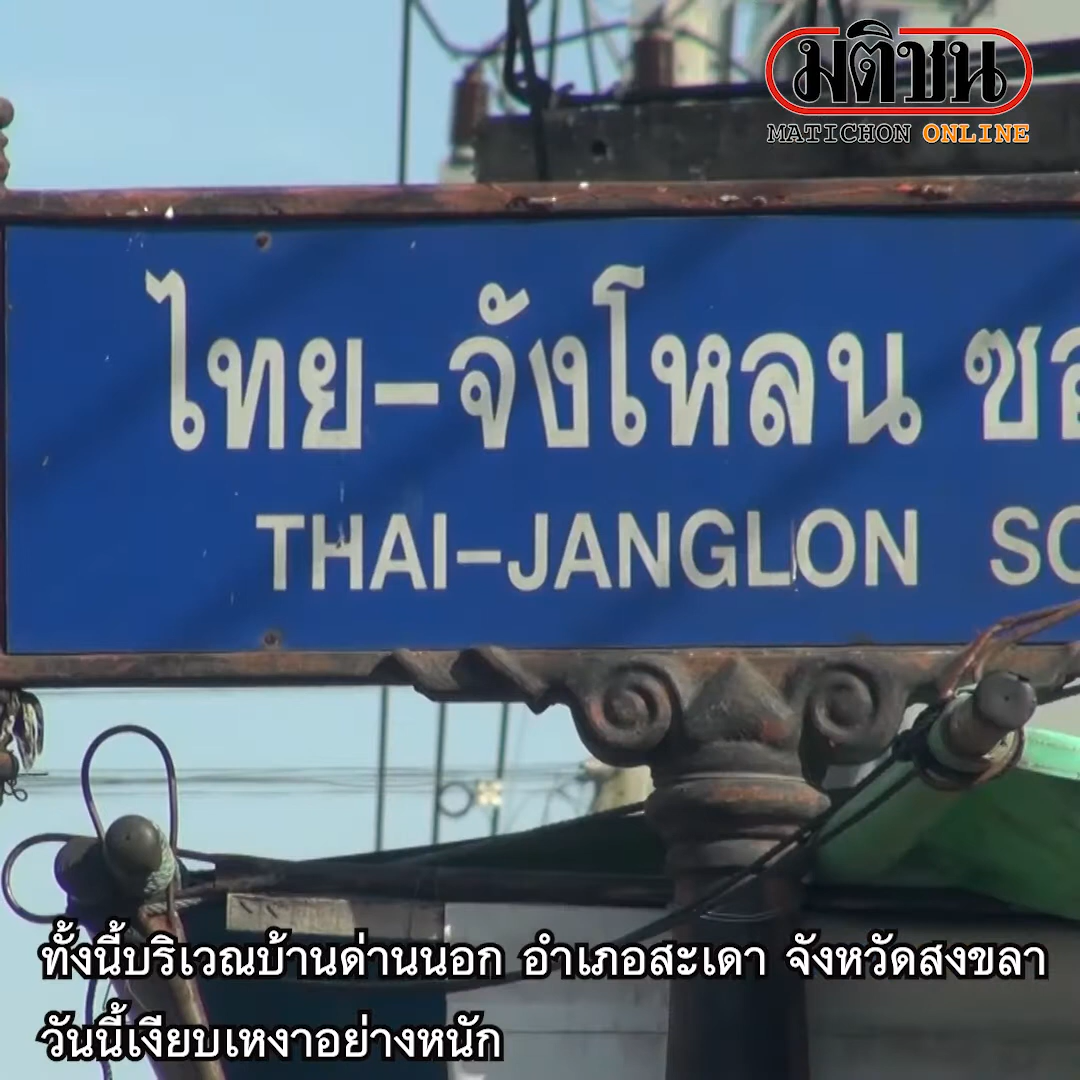 มติชน
MATICHON ONLINE
ไทย-จังโหลน
THAI-JANGLON
ทั้งนี้บริเวณบ้านด่านนอก อำเภอสะเดา จังหวัดสงขลา
วันนี้เงียบเหงาอย่างหนัก